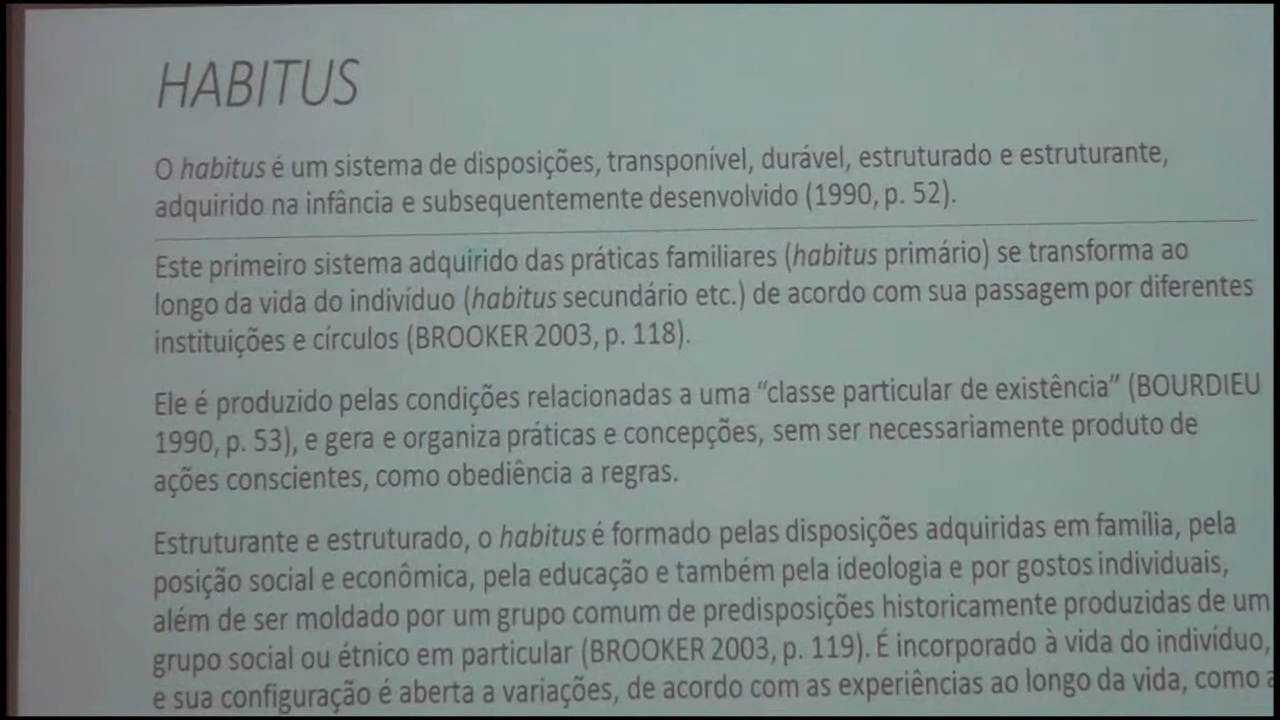 HABITUS
O habitus é um sistema de disposições, transponível, durável, estruturado e estruturante,
adquirido na infância e subsequentemente desenvolvido (1990, p. 52).
Este primeiro sistema adquirido das práticas familiares (habitus primário) se transforma ao
longo da vida do indivíduo (habitus secundário etc.) de acordo com sua passagem por diferentes
instituições e círculos (BROOKER 2003, p. 118).
Ele é produzido pelas condições relacionadas a uma “classe particular de existência” (BOURDIEU
1990, p. 53), e gera e organiza práticas e concepções, sem ser necessariamente produto de
ações conscientes, como obediência a regras.
Estruturante e estruturado, o habitus é formado pelas disposições adquiridas em família, pela
posição social e econômica, pela educação e também pela ideologia e por gostos individuais,
além de ser moldado por um grupo comum de predisposições historicamente produzidas de um
grupo social ou étnico em particular (BROOKER 2003, p. 119). É incorporado à vida do indivíduo,
e sua configuração é aberta a variações, de acordo com as experiências ao longo da vida, como